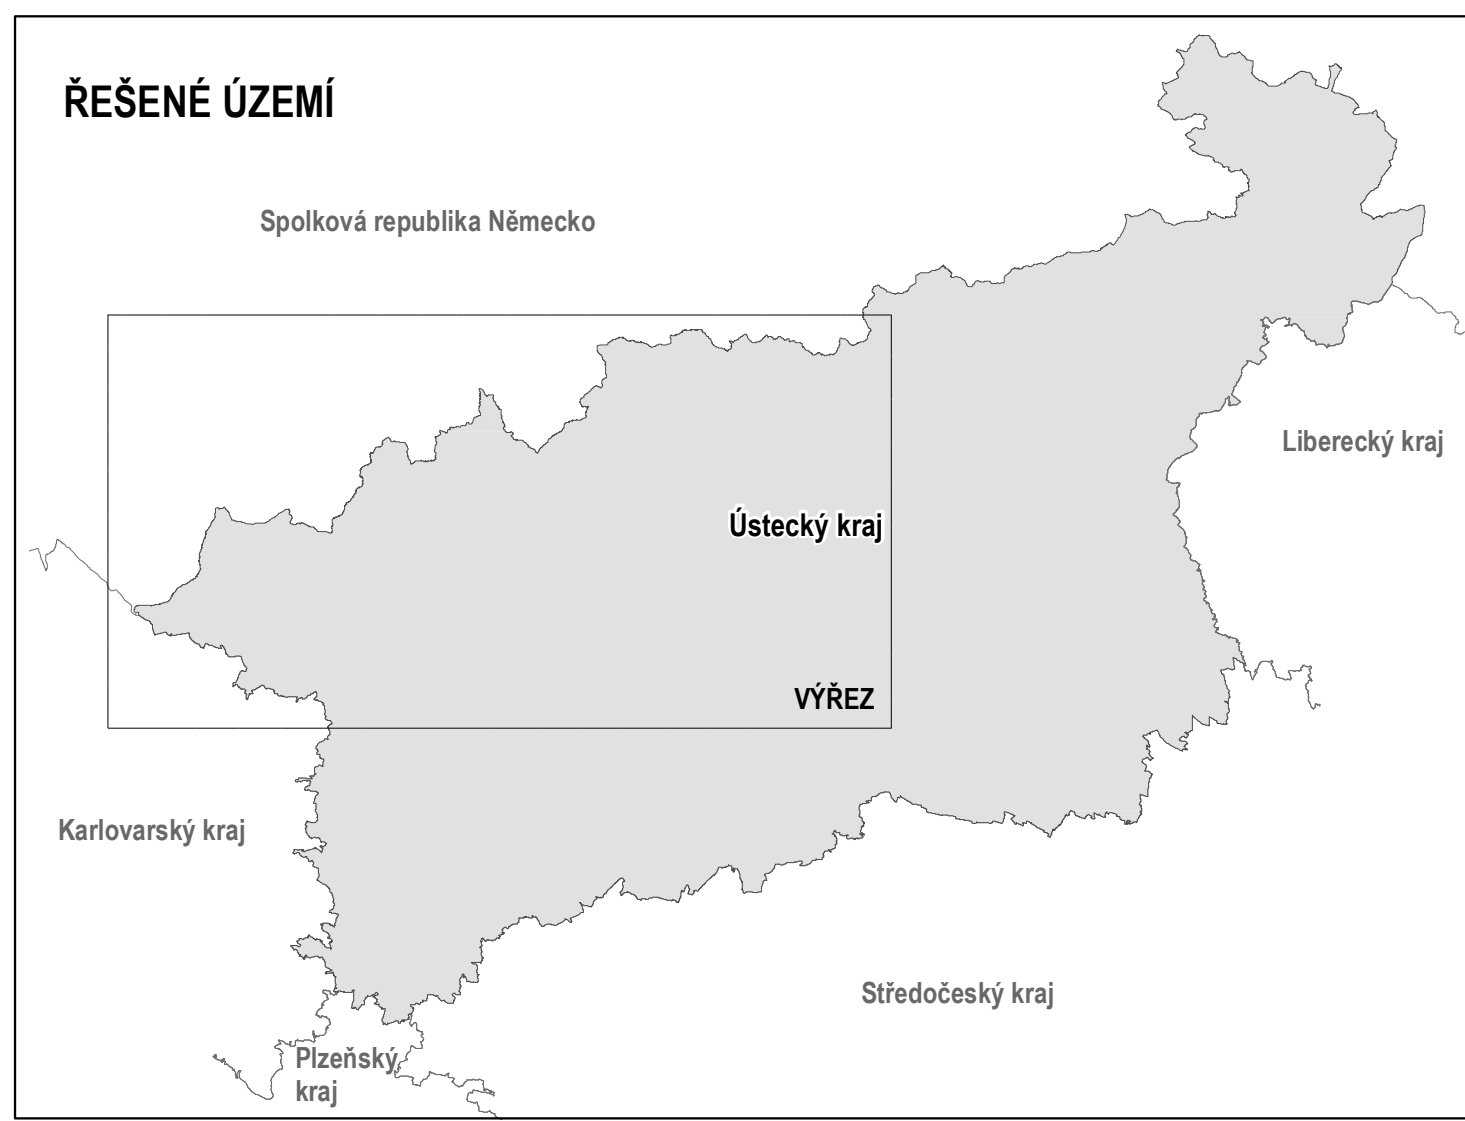 ŘEŠENÉ ÚZEMÍ
Spolková republika Německo
Liberecký kraj
Ústecký kraj
VÝŘEZ
Karlovarský kraj
Středočeský kraj
Plzeňský
kraj